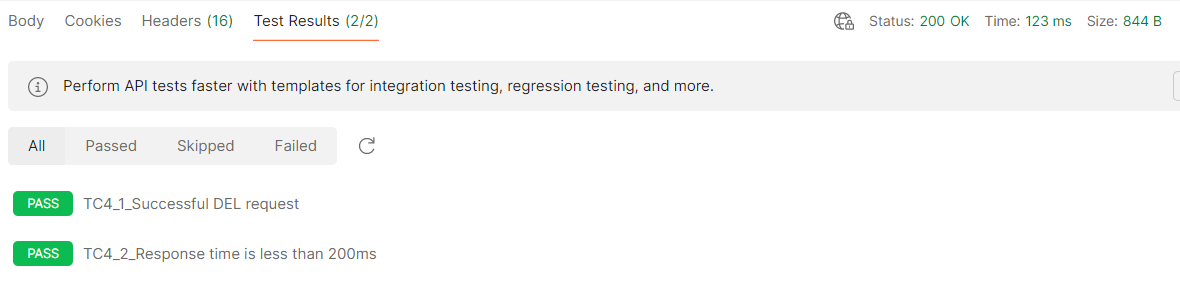 Body Cookies Headers (16) Test Results (2/2) Status: 200 OK Time: 123 ms Size: 844 B
Perform API tests faster with templates for integration testing, regression testing, and more.
All Passed Skipped Failed
PASS TC4_1_Successful DEL request
PASS TC4_2_Response time is less than 200ms